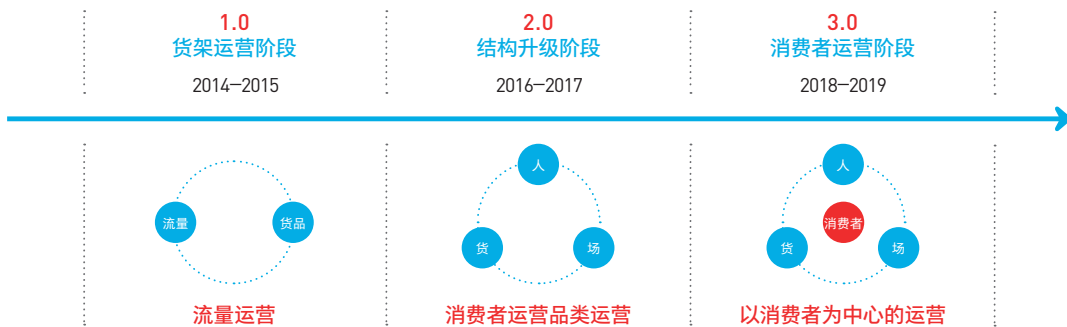 1.0
货架运营阶段
2014—2015
2.0
结构升级阶段
2016—2017
3.0
消费者运营阶段
2018—2019
流量
货品
流量运营
人
货
场
消费者运营品类运营
人
消费者
货
场
以消费者为中心的运营